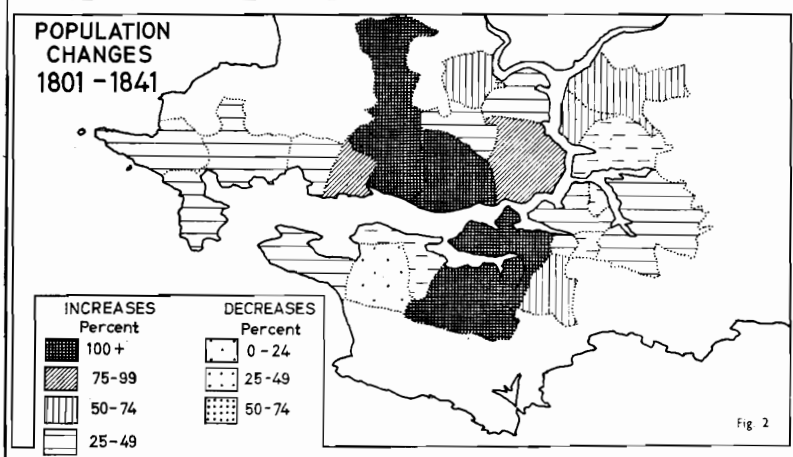 POPULATION
CHANGES
1801 – 1841
INCREASES
Percent
100 +
75-99
50-74
25-49
DECREASES
Percent
0-24
25-49
50-74
Fig. 2